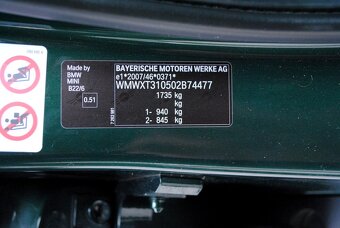 Made by
BMW
MINI
B22/6
0.51
BAYERISCHE MOTOREN WERKE AG
e1*2007/46*0371*
WMWXT310502B74477
1735 kg
kg
1- 940 kg
2- 845 kg